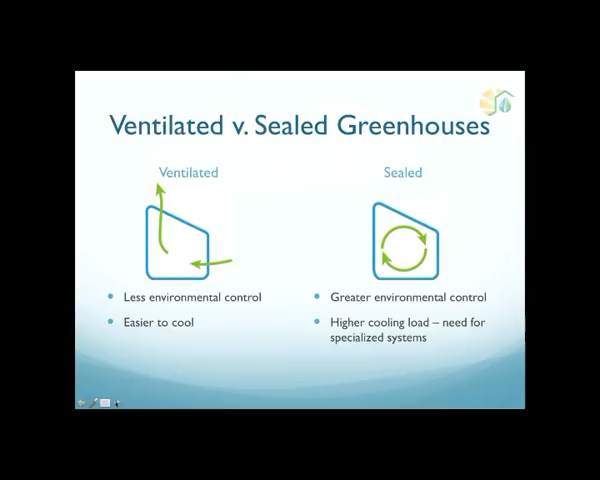 Ventilated v. Sealed Greenhouses
Ventilated
Sealed
• Less environmental control
• Easier to cool
• Greater environmental control
• Higher cooling load – need for
specialized systems